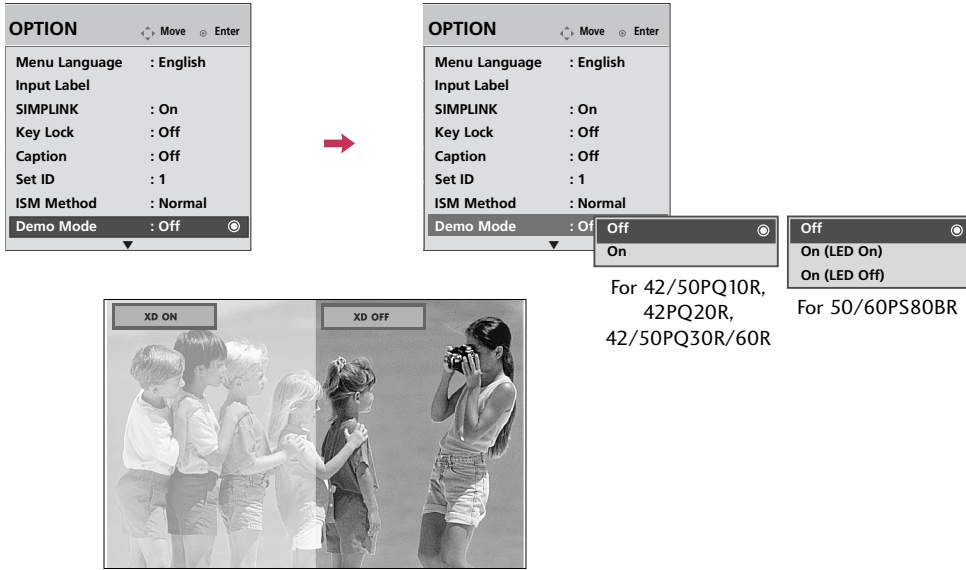 OPTION Move Enter
Menu Language : English
Input Label
SIMPLINK : On
Key Lock : Off
Caption : Off
Set ID : 1
ISM Method : Normal
Demo Mode : Off
OPTION Move Enter
Menu Language : English
Input Label
SIMPLINK : On
Key Lock : Off
Caption : Off
Set ID : 1
ISM Method : Normal
Demo Mode : Of
Off
On
For 42/50PQ10R,
42PQ20R,
42/50PQ30R/60R
Off
On (LED On)
On (LED Off)
For 50/60PS80BR
XD ON
XD OFF